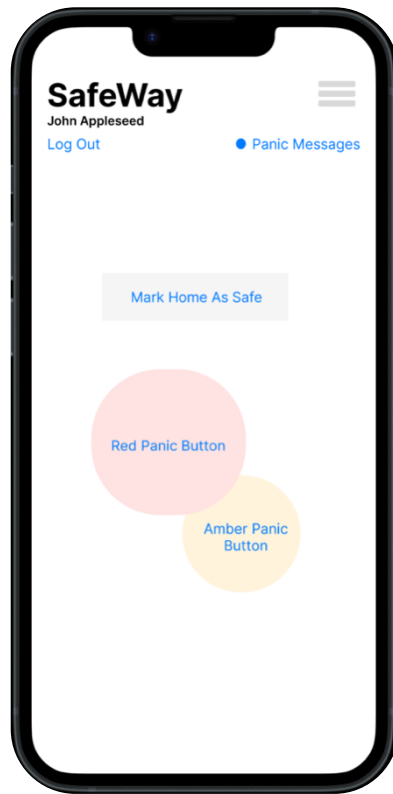 SafeWay
John Appleseed
Log Out
Panic Messages
Mark Home As Safe
Red Panic Button
Amber Panic
Button